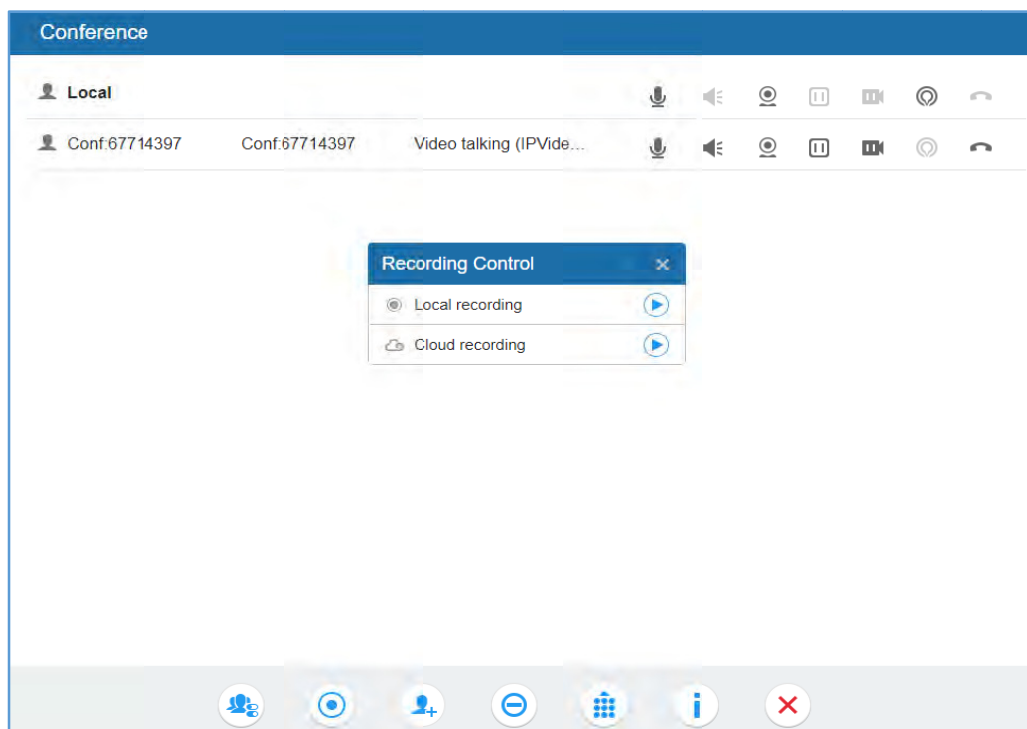 Conference
Local
Conf:67714397 Conf:67714397 Video talking (IPVide...
Recording Control
Local recording
Cloud recording